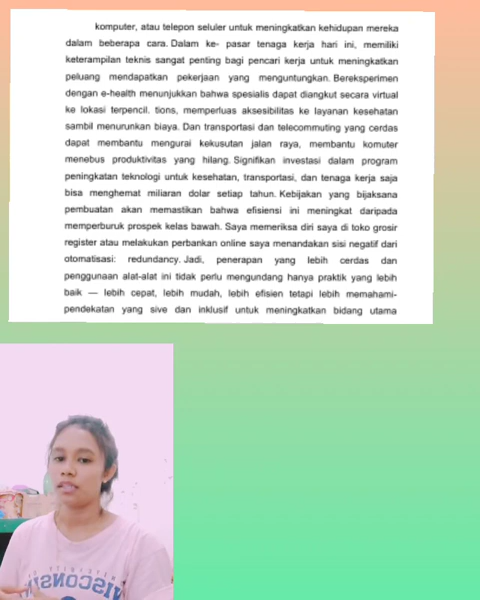 komputer, atau telepon seluler untuk meningkatkan kehidupan mereka
dalam beberapa cara. Dalam ke- pasar tenaga kerja hari ini, memiliki
keterampilan teknis sangat penting bagi pencari kerja untuk meningkatkan
peluang mendapatkan pekerjaan yang menguntungkan. Bereksperimen
dengan e-health menunjukkan bahwa spesialis dapat diangkut secara virtual
ke lokasi terpencil. tions, memperluas aksesibilitas ke layanan kesehatan
sambil menurunkan biaya. Dan transportasi dan telecommuting yang cerdas
dapat membantu mengurai kekusutan jalan raya, membantu komuter
menebus produktivitas yang hilang. Signifikan investasi dalam program
peningkatan teknologi untuk kesehatan, transportasi, dan tenaga kerja saja
bisa menghemat miliaran dolar setiap tahun. Kebijakan yang bijaksana
pembuatan akan memastikan bahwa efisiensi ini meningkat daripada
memperburuk prospek kelas bawah. Saya memeriksa diri saya di toko grosir
register atau melakukan perbankan online saya menandakan sisi negatif dari
otomatisasi: redundancy. Jadi, penerapan yang lebih cerdas dan
penggunaan alat-alat ini tidak perlu mengundang hanya praktik yang lebih
baik — lebih cepat, lebih mudah, lebih efisien tetapi lebih memahami-
pendekatan yang sive dan inklusif untuk meningkatkan bidang utama
WISCONSIN